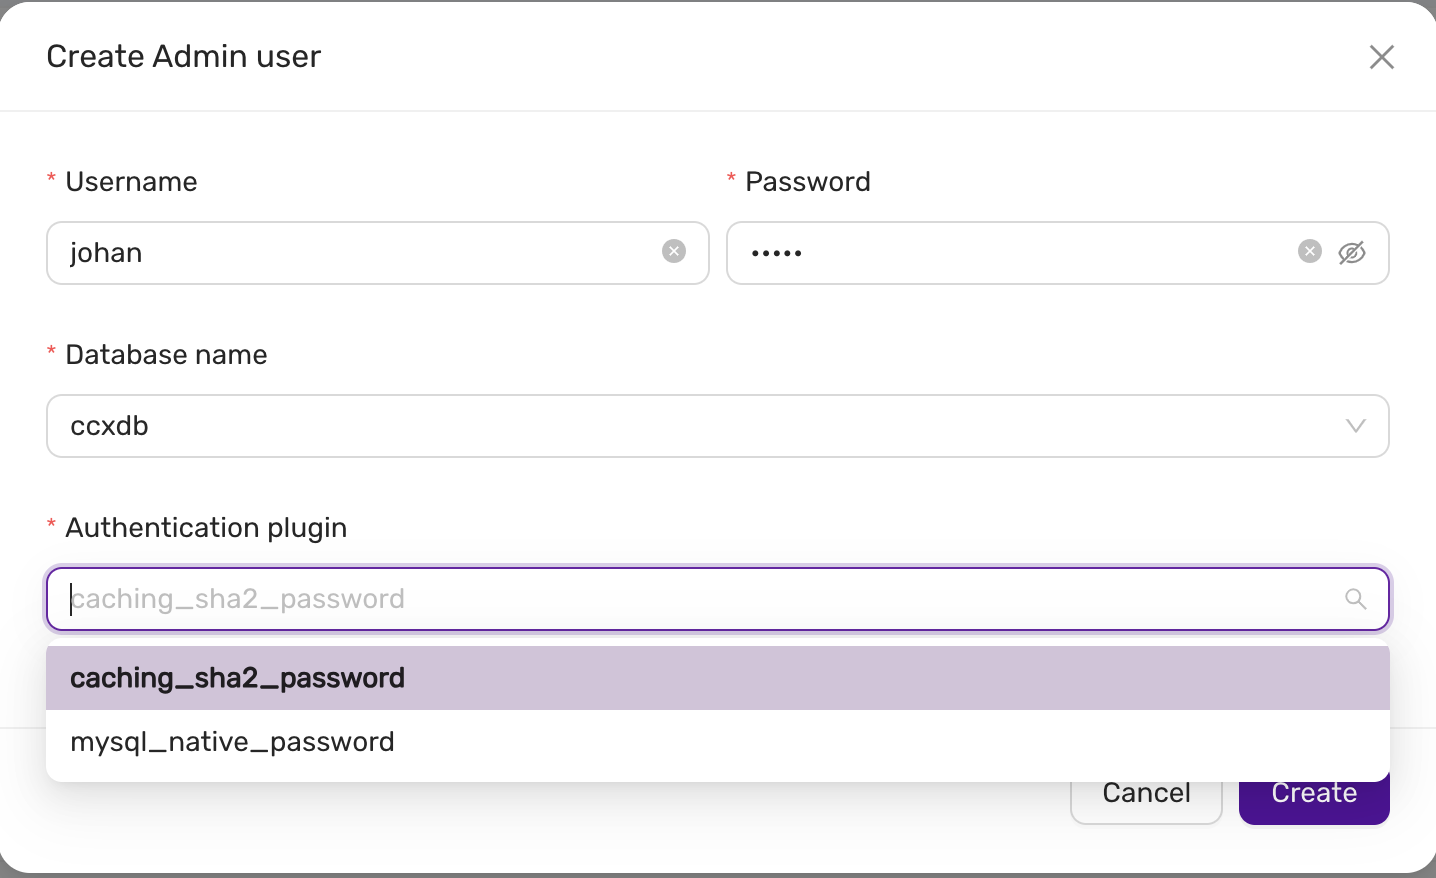 Create Admin user
* Username
* Password
johan
•••••
* Database name
ccxdb
* Authentication plugin
caching_sha2_password
caching_sha2_password
mysql_native_password
Cancel
Create